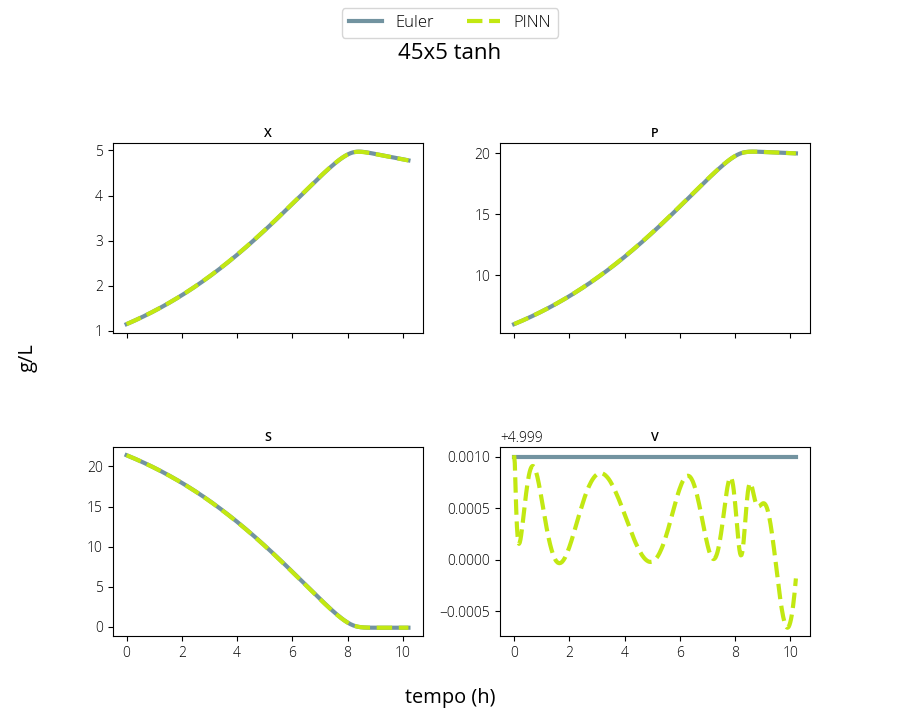 Euler PINN
45x5 tanh
X
5
4
3
2
1
P
20
15
10
g/L
S
20
15
10
5
0
0 2 4 6 8 10
V
+4.999
0.0010
0.0005
0.0000
−0.0005
0 2 4 6 8 10
tempo (h)